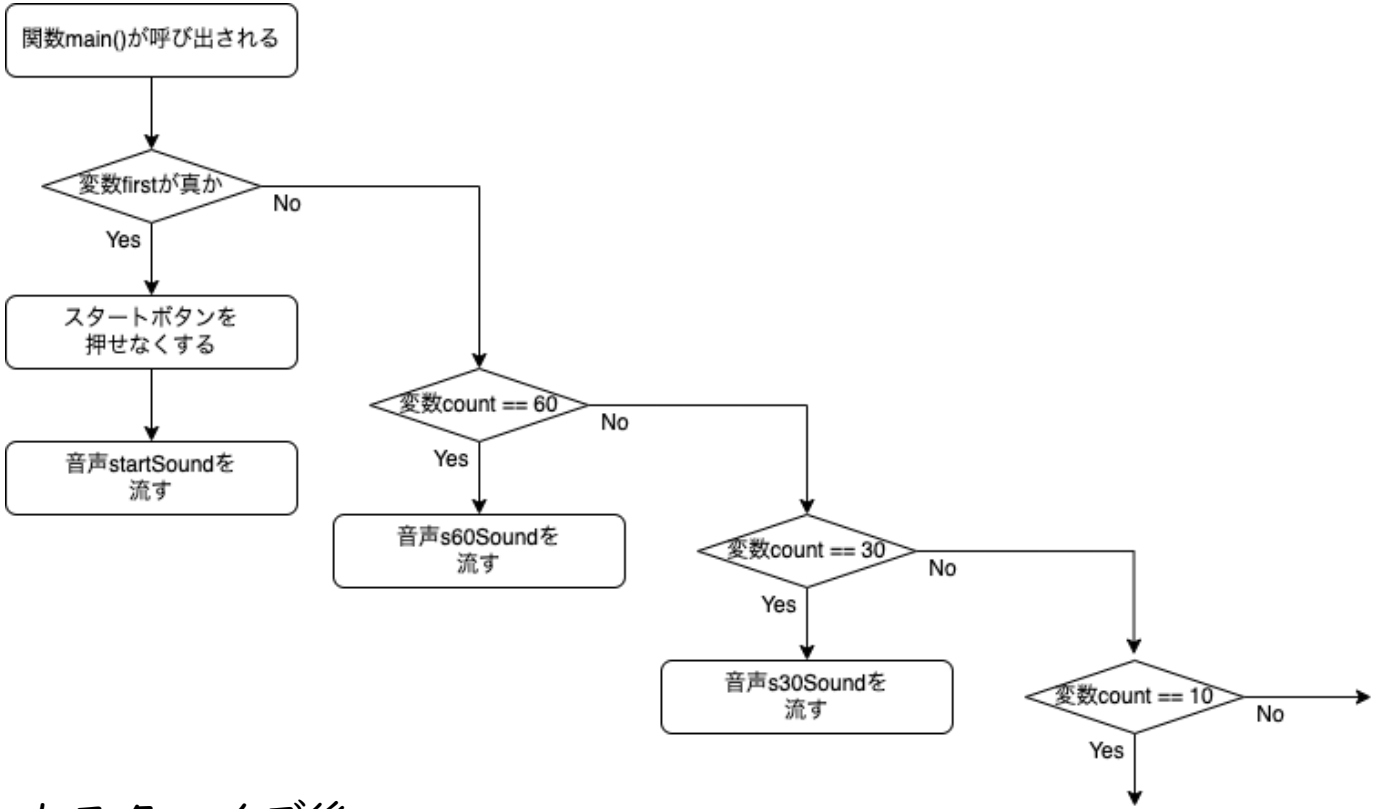 関数main()が呼び出される
変数firstが真か
No
Yes
スタートボタンを
押せなくする
変数count == 60
No
音声startSoundを
流す
Yes
音声s60Soundを
流す
変数count == 30
No
Yes
音声s30Soundを
流す
変数count == 10
No
Yes